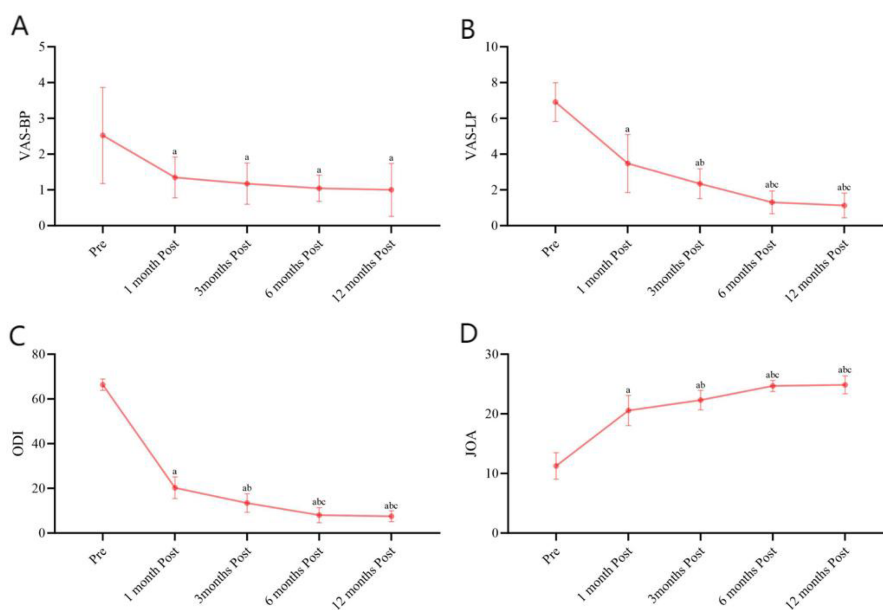 A
VAS-BP
5
4
3
2
1
0
a
a
a
a
Pre
1 month Post
3months Post
6 months Post
12 months Post
B
VAS-LP
10
8
6
4
2
0
a
ab
abc
abc
Pre
1 month Post
3months Post
6 months Post
12 months Post
C
ODI
80
60
40
20
0
a
ab
abc
abc
Pre
1 month Post
3months Post
6 months Post
12 months Post
D
JOA
30
20
10
0
a
ab
abc
abc
Pre
1 month Post
3months Post
6 months Post
12 months Post